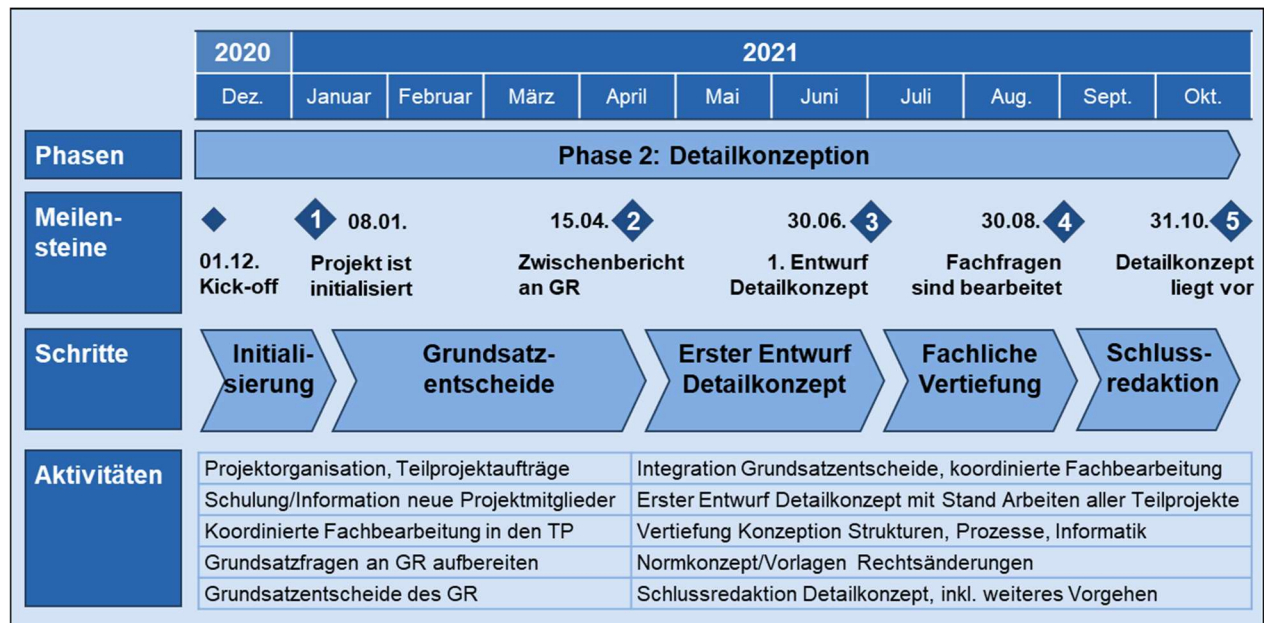 2020
2021
Dez.
Januar
Februar
März
April
Mai
Juni
Juli
Aug.
Sept.
Okt.
Phasen
Phase 2: Detailkonzeption
Meilen-
steine
01.12.
Kick-off
1 08.01.
Projekt ist
initialisiert
15.04. 2
Zwischenbericht
an GR
30.06. 3
1. Entwurf
Detailkonzept
30.08. 4
Fachfragen
sind bearbeitet
31.10. 5
Detailkonzept
liegt vor
Schritte
Initiali-
sierung
Grundsatz-
entscheide
Erster Entwurf
Detailkonzept
Fachliche
Vertiefung
Schluss-
redaktion
Aktivitäten
Projektorganisation, Teilprojektaufträge
Integration Grundsatzentscheide, koordinierte Fachbearbeitung
Schulung/Information neue Projektmitglieder
Erster Entwurf Detailkonzept mit Stand Arbeiten aller Teilprojekte
Koordinierte Fachbearbeitung in den TP
Vertiefung Konzeption Strukturen, Prozesse, Informatik
Grundsatzfragen an GR aufbereiten
Normkonzept/Vorlagen Rechtsänderungen
Grundsatzentscheide des GR
Schlussredaktion Detailkonzept, inkl. weiteres Vorgehen